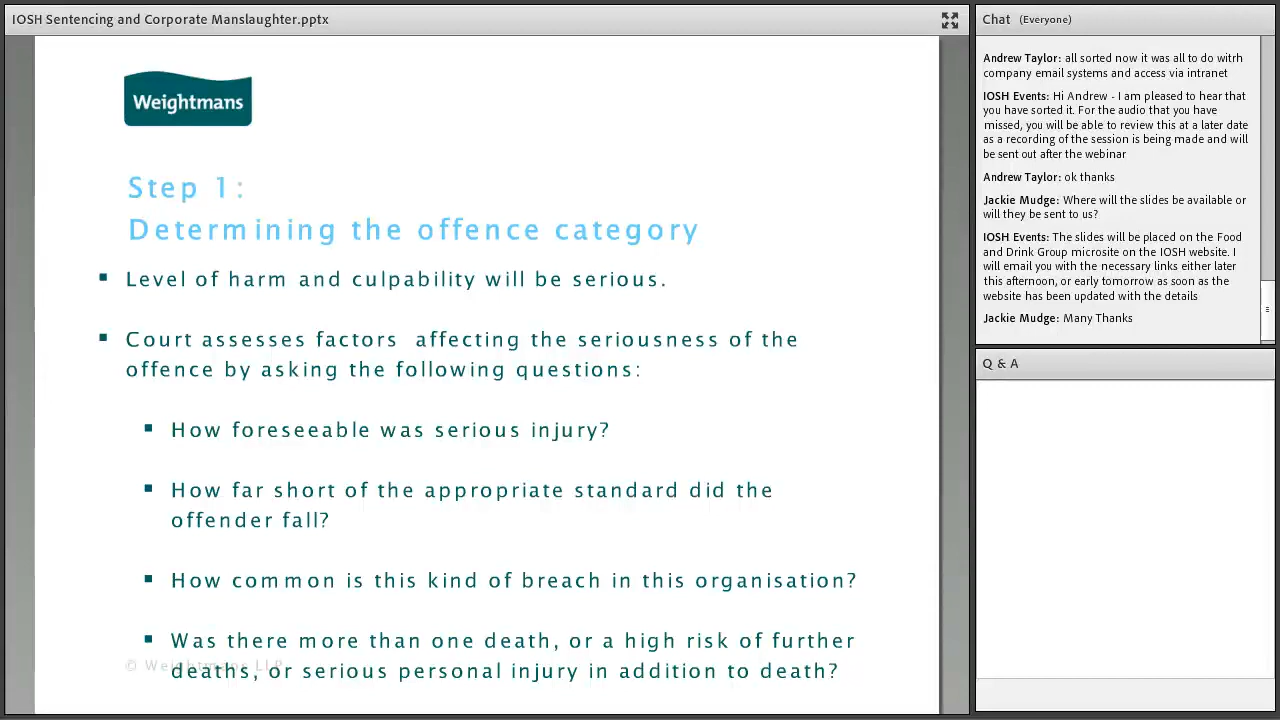 IOSH Sentencing and Corporate Manslaughter.pptx
Weightmans
Step 1:
Determining the offence category
Level of harm and culpability will be serious.
Court assesses factors affecting the seriousness of the
offence by asking the following questions:
How foreseeable was serious injury?
How far short of the appropriate standard did the
offender fall?
How common is this kind of breach in this organisation?
Was there more than one death, or a high risk of further
deaths, or serious personal injury in addition to death?
© Weightmans LLP
Chat (Everyone)
Andrew Taylor: all sorted now it was all to do witrh
company email systems and access via intranet
IOSH Events: Hi Andrew - I am pleased to hear that
you have sorted it. For the audio that you have
missed, you will be able to review this at a later date
as a recording of the session is being made and will
be sent out after the webinar
Andrew Taylor: ok thanks
Jackie Mudge: Where will the slides be available or
will they be sent to us?
IOSH Events: The slides will be placed on the Food
and Drink Group microsite on the IOSH website. I
will email you with the necessary links either later
this afternoon, or early tomorrow as soon as the
website has been updated with the details
Jackie Mudge: Many Thanks
Q & A